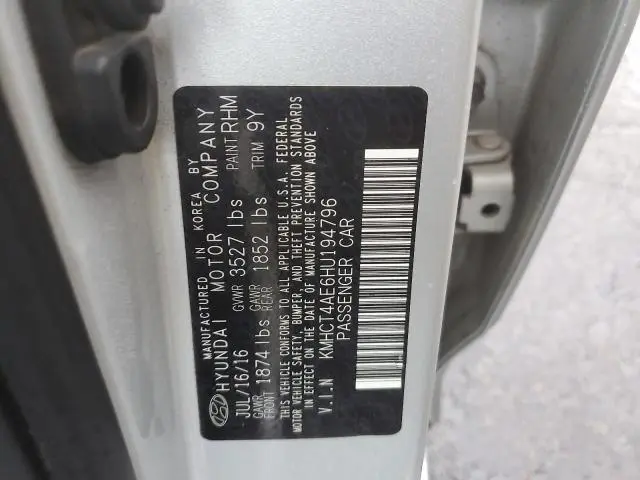 MANUFACTURED IN KOREA BY
HYUNDAI MOTOR COMPANY
JUL/16/16 GVWR 3527 lbs PAINT RHM
GAWR FRONT 1874 lbs GAWR REAR 1852 lbs TRIM 9Y
THIS VEHICLE CONFORMS TO ALL APPLICABLE U.S.A. FEDERAL
MOTOR VEHICLE SAFETY, BUMPER, AND THEFT PREVENTION STANDARDS
IN EFFECT ON THE DATE OF MANUFACTURE SHOWN ABOVE
V.I.N KMHCT4AE6HU194796
PASSENGER CAR